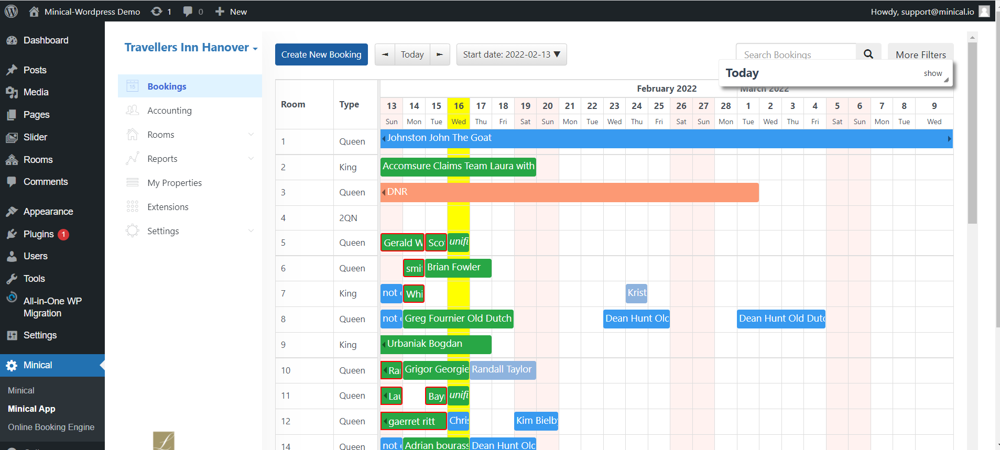 Minical-Wordpress Demo 1 0 New Howdy, support@minical.io
Dashboard
Posts
Media
Pages
Slider
Rooms
Comments
Appearance
Plugins 1
Users
Tools
All-in-One WP
Migration
Settings
Minical
Minical
Minical App
Online Booking Engine
Travellers Inn Hanover
15 Bookings
Accounting
Rooms
Reports
My Properties
Extensions
Settings
Create New Booking ◄ Today ► Start date: 2022-02-13 ▼ Search Bookings More Filters
Today show
February 2022 March 2022
Room Type 13 14 15 16 17 18 19 20 21 22 23 24 25 26 27 28 1 2 3 4 5 6 7 8 9
Sun Mon Tue Wed Thu Fri Sat Sun Mon Tue Wed Thu Fri Sat Sun Mon Tue Wed Thu Fri Sat Sun Mon Tue Wed
1 Queen Johnston John The Goat
2 King Accomsure Claims Team Laura with
3 Queen DNR
4 2QN
5 Queen Gerald W Sco unifi
6 Queen smi Brian Fowler
7 King not Whi Krist
8 Queen not Greg Fournier Old Dutch Dean Hunt Old Dean Hunt Old Dutc
9 King Urbaniak Bogdan
10 Queen Ra Grigor Georgie Randall Taylor
11 Queen Lau Bay unifi
12 Queen gaerret ritt Chris Kim Bielb
14 Queen not Adrian bourass Dean Hunt Old